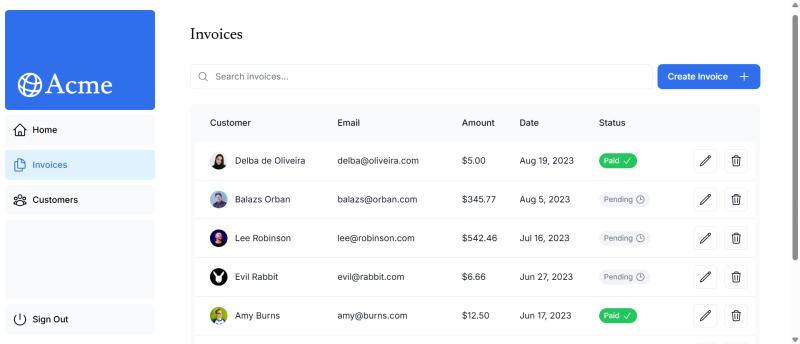 Acme
Home
Invoices
Customers
Sign Out
Invoices
Search invoices...
Create Invoice
Customer Email Amount Date Status
Delba de Oliveira delba@oliveira.com $5.00 Aug 19, 2023 Paid
Balazs Orban balazs@orban.com $345.77 Aug 5, 2023 Pending
Lee Robinson lee@robinson.com $542.46 Jul 16, 2023 Pending
Evil Rabbit evil@rabbit.com $6.66 Jun 27, 2023 Pending
Amy Burns amy@burns.com $12.50 Jun 17, 2023 Paid